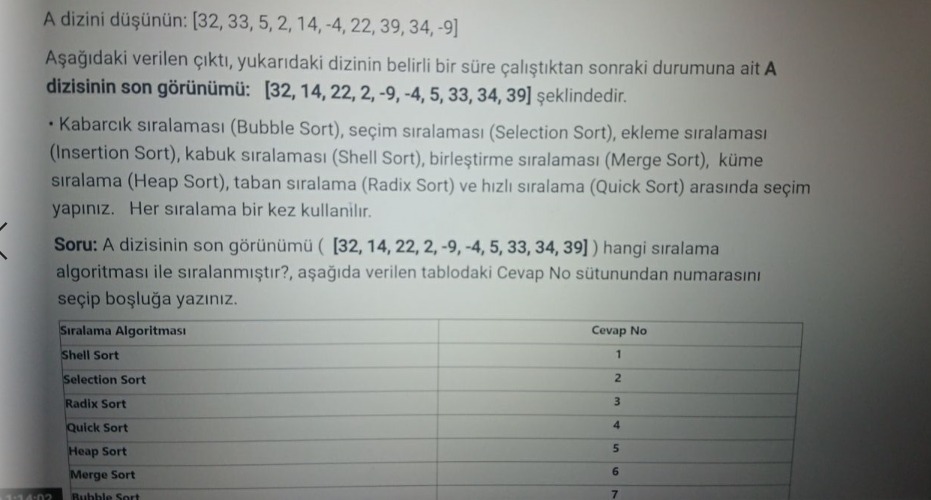 A dizini düşünün: [32, 33, 5, 2, 14, -4, 22, 39, 34, -9]
Aşağıdaki verilen çıktı, yukarıdaki dizinin belirli bir süre çalıştıktan sonraki durumuna ait A
dizisinin son görünümü: [32, 14, 22, 2, -9, -4, 5, 33, 34, 39] şeklindedir.
• Kabarcık sıralaması (Bubble Sort), seçim sıralaması (Selection Sort), ekleme sıralaması
(Insertion Sort), kabuk sıralaması (Shell Sort), birleştirme sıralaması (Merge Sort), küme
sıralama (Heap Sort), taban sıralama (Radix Sort) ve hızlı sıralama (Quick Sort) arasında seçim
yapınız. Her sıralama bir kez kullanilır.
Soru: A dizisinin son görünümü ( [32, 14, 22, 2, -9, -4, 5, 33, 34, 39] ) hangi sıralama
algoritması ile sıralanmıştır?, aşağıda verilen tablodaki Cevap No sütunundan numarasını
seçip boşluğa yazınız.
Sıralama Algoritması Cevap No
Shell Sort 1
Selection Sort 2
Radix Sort 3
Quick Sort 4
Heap Sort 5
Merge Sort 6
Bubble Sort 7
1:14:02